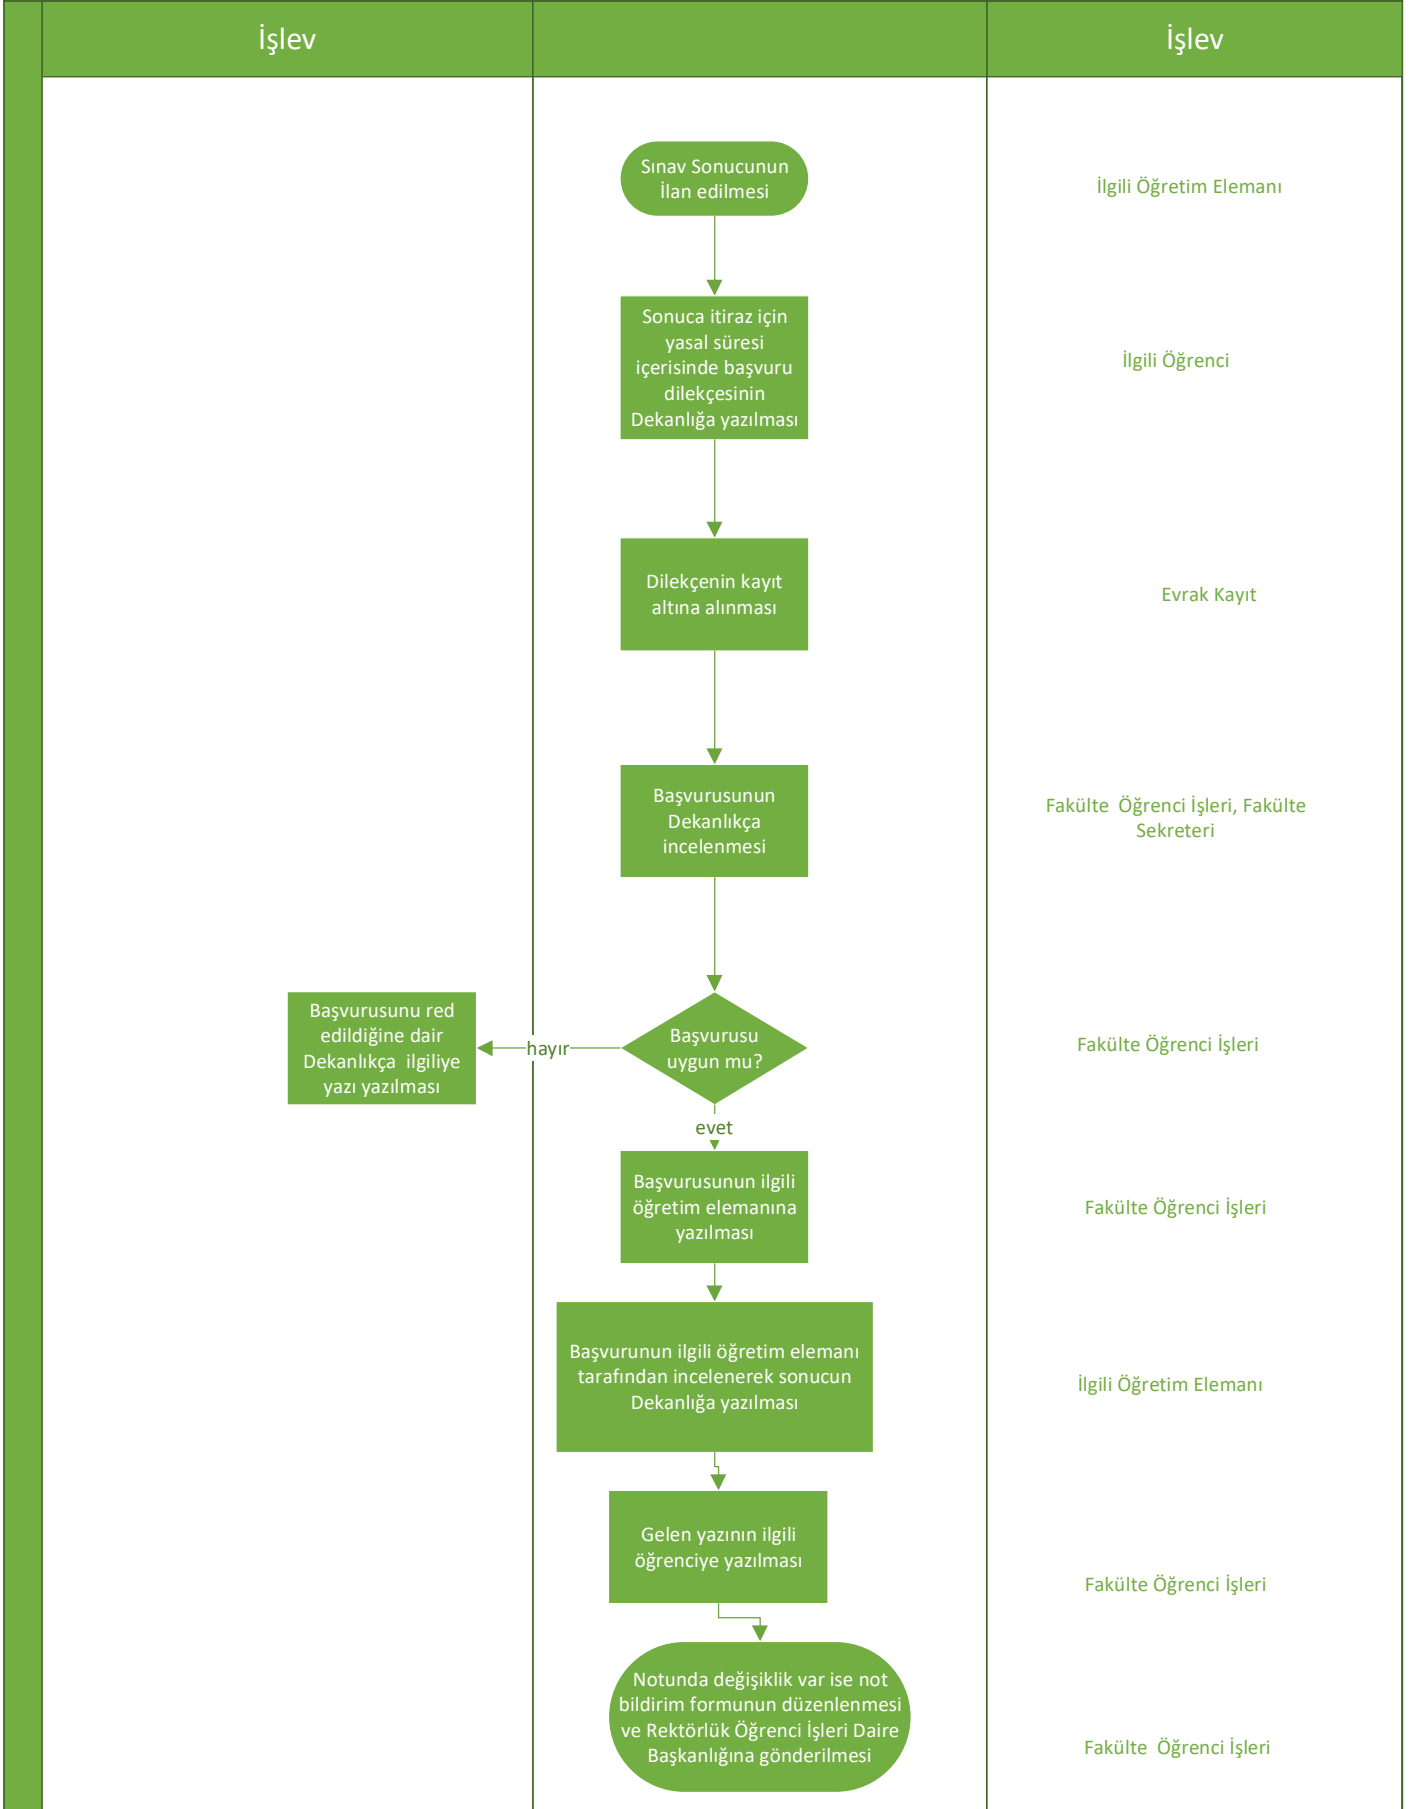 İşlev
İşlev
Sınav Sonucunun
İlan edilmesi
İlgili Öğretim Elemanı
Sonuca itiraz için
yasal süresi
içerisinde başvuru
dilekçesinin
Dekanlığa yazılması
İlgili Öğrenci
Dilekçenin kayıt
altına alınması
Evrak Kayıt
Başvurusunun
Dekanlıkça
incelenmesi
Fakülte Öğrenci İşleri, Fakülte
Sekreteri
Başvurusunu red
edildiğine dair
Dekanlıkça ilgiliye
yazı yazılması
hayır
Başvurusu
uygun mu?
Fakülte Öğrenci İşleri
evet
Başvurusunun ilgili
öğretim elemanına
yazılması
Fakülte Öğrenci İşleri
Başvurunun ilgili öğretim elemanı
tarafından incelenerek sonucun
Dekanlığa yazılması
İlgili Öğretim Elemanı
Gelen yazının ilgili
öğrenciye yazılması
Fakülte Öğrenci İşleri
Notunda değişiklik var ise not
bildirim formunun düzenlenmesi
ve Rektörlük Öğrenci İşleri Daire
Başkanlığına gönderilmesi
Fakülte Öğrenci İşleri